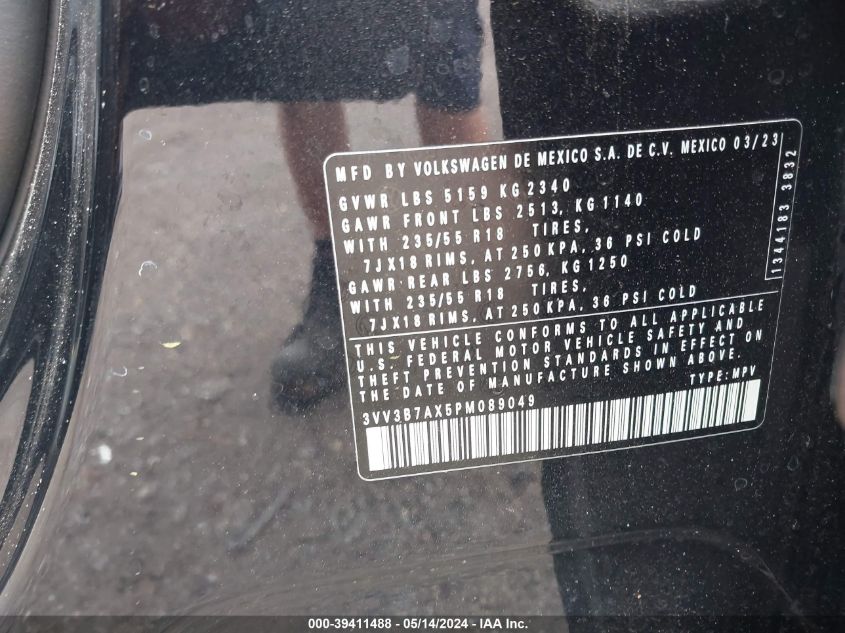 MFD BY VOLKSWAGEN DE MEXICO S.A. DE C.V. MEXICO 03/23
GVWR LBS 5159 KG 2340
GAWR FRONT LBS 2513, KG 1140
WITH 235/55 R18 TIRES,
7JX18 RIMS, AT 250 KPA, 36 PSI COLD
GAWR REAR LBS 2756, KG 1250
WITH 235/55 R18 TIRES,
7JX18 RIMS, AT 250 KPA, 36 PSI COLD
1344183 3832
THIS VEHICLE CONFORMS TO ALL APPLICABLE
U.S. FEDERAL MOTOR VEHICLE SAFETY AND
THEFT PREVENTION STANDARDS IN EFFECT ON
THE DATE OF MANUFACTURE SHOWN ABOVE.
TYPE: MPV
3VV3B7AX5PM089049
000-39411488 - 05/14/2024 - IAA Inc.